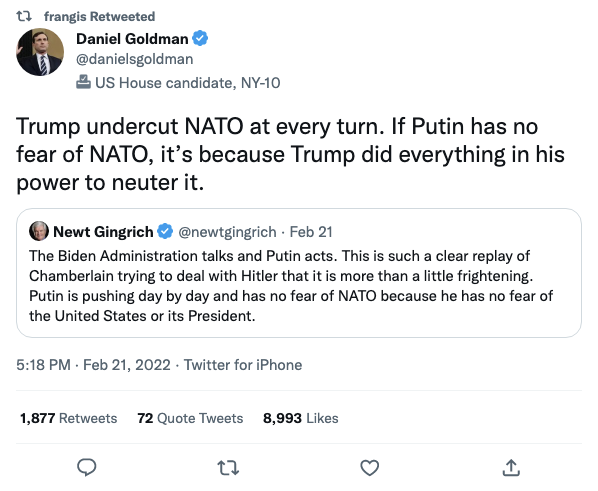 frangis Retweeted
Daniel Goldman
@danielsgoldman
US House candidate, NY-10
Trump undercut NATO at every turn. If Putin has no
fear of NATO, it's because Trump did everything in his
power to neuter it.
Newt Gingrich @newtgingrich · Feb 21
The Biden Administration talks and Putin acts. This is such a clear replay of
Chamberlain trying to deal with Hitler that it is more than a little frightening.
Putin is pushing day by day and has no fear of NATO because he has no fear of
the United States or its President.
5:18 PM · Feb 21, 2022 · Twitter for iPhone
1,877 Retweets 72 Quote Tweets 8,993 Likes